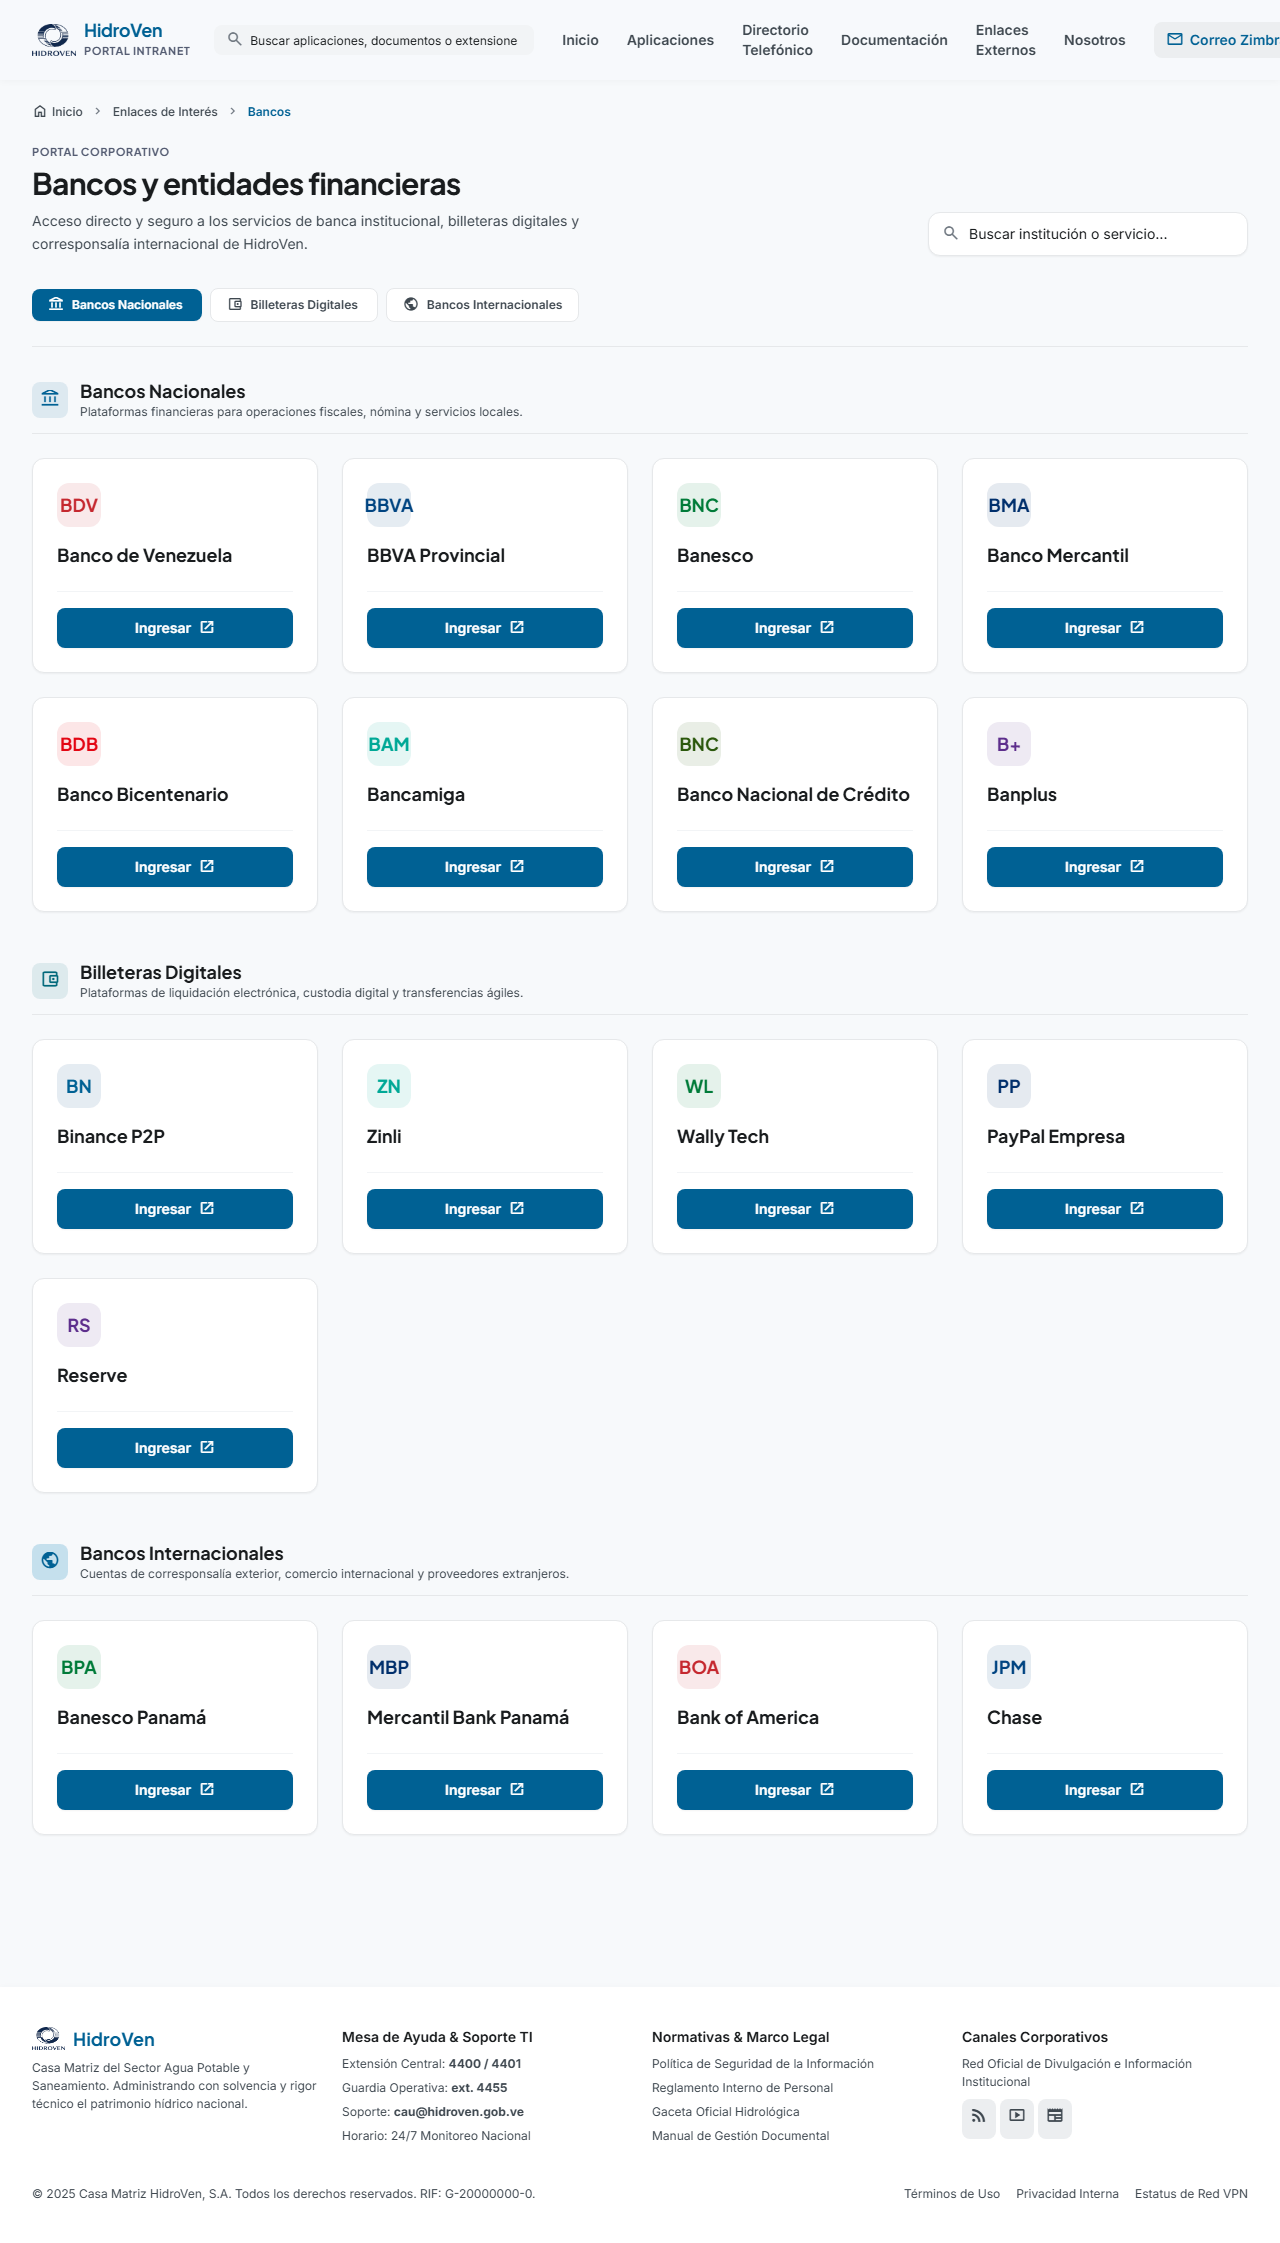 HIDROVEN
HidroVen
PORTAL INTRANET
Buscar aplicaciones, documentos o extensione
Inicio
Aplicaciones
Directorio
Telefónico
Documentación
Enlaces
Externos
Nosotros
Correo Zimbr
Inicio
Enlaces de Interés
Bancos
PORTAL CORPORATIVO
Bancos y entidades financieras
Acceso directo y seguro a los servicios de banca institucional, billeteras digitales y
corresponsalía internacional de HidroVen.
Buscar institución o servicio...
Bancos Nacionales
Billeteras Digitales
Bancos Internacionales
Bancos Nacionales
Plataformas financieras para operaciones fiscales, nómina y servicios locales.
BDV
Banco de Venezuela
Ingresar
BBVA
BBVA Provincial
Ingresar
BNC
Banesco
Ingresar
BMA
Banco Mercantil
Ingresar
BDB
Banco Bicentenario
Ingresar
BAM
Bancamiga
Ingresar
BNC
Banco Nacional de Crédito
Ingresar
B+
Banplus
Ingresar
Billeteras Digitales
Plataformas de liquidación electrónica, custodia digital y transferencias ágiles.
BN
Binance P2P
Ingresar
ZN
Zinli
Ingresar
WL
Wally Tech
Ingresar
PP
PayPal Empresa
Ingresar
RS
Reserve
Ingresar
Bancos Internacionales
Cuentas de corresponsalía exterior, comercio internacional y proveedores extranjeros.
BPA
Banesco Panamá
Ingresar
MBP
Mercantil Bank Panamá
Ingresar
BOA
Bank of America
Ingresar
JPM
Chase
Ingresar
HIDROVEN
HidroVen
Casa Matriz del Sector Agua Potable y
Saneamiento. Administrando con solvencia y rigor
técnico el patrimonio hídrico nacional.
Mesa de Ayuda & Soporte TI
Extensión Central: 4400 / 4401
Guardia Operativa: ext. 4455
Soporte: cau@hidroven.gob.ve
Horario: 24/7 Monitoreo Nacional
Normativas & Marco Legal
Política de Seguridad de la Información
Reglamento Interno de Personal
Gaceta Oficial Hidrológica
Manual de Gestión Documental
Canales Corporativos
Red Oficial de Divulgación e Información
Institucional
© 2025 Casa Matriz HidroVen, S.A. Todos los derechos reservados. RIF: G-20000000-0.
Términos de Uso
Privacidad Interna
Estatus de Red VPN